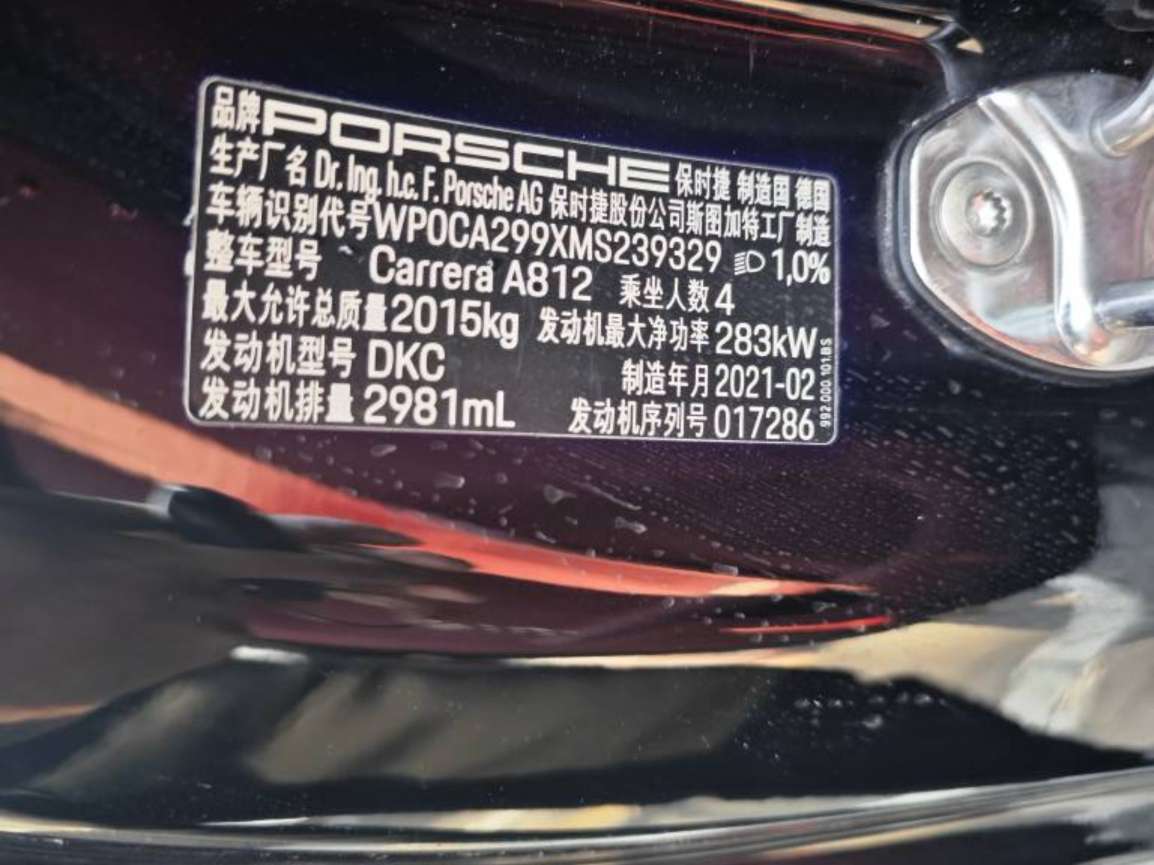 品牌 PORSCHE 保时捷 制造国 德国
生产厂名 Dr. Ing. h.c. F. Porsche AG 保时捷股份公司斯图加特工厂制造
车辆识别代号 WP0CA299XMS239329 1,0%
整车型号 Carrera A812 乘坐人数 4
最大允许总质量 2015kg 发动机最大净功率 283kW
发动机型号 DKC 制造年月 2021-02
发动机排量 2981mL 发动机序列号 017286
992.000.101.BS